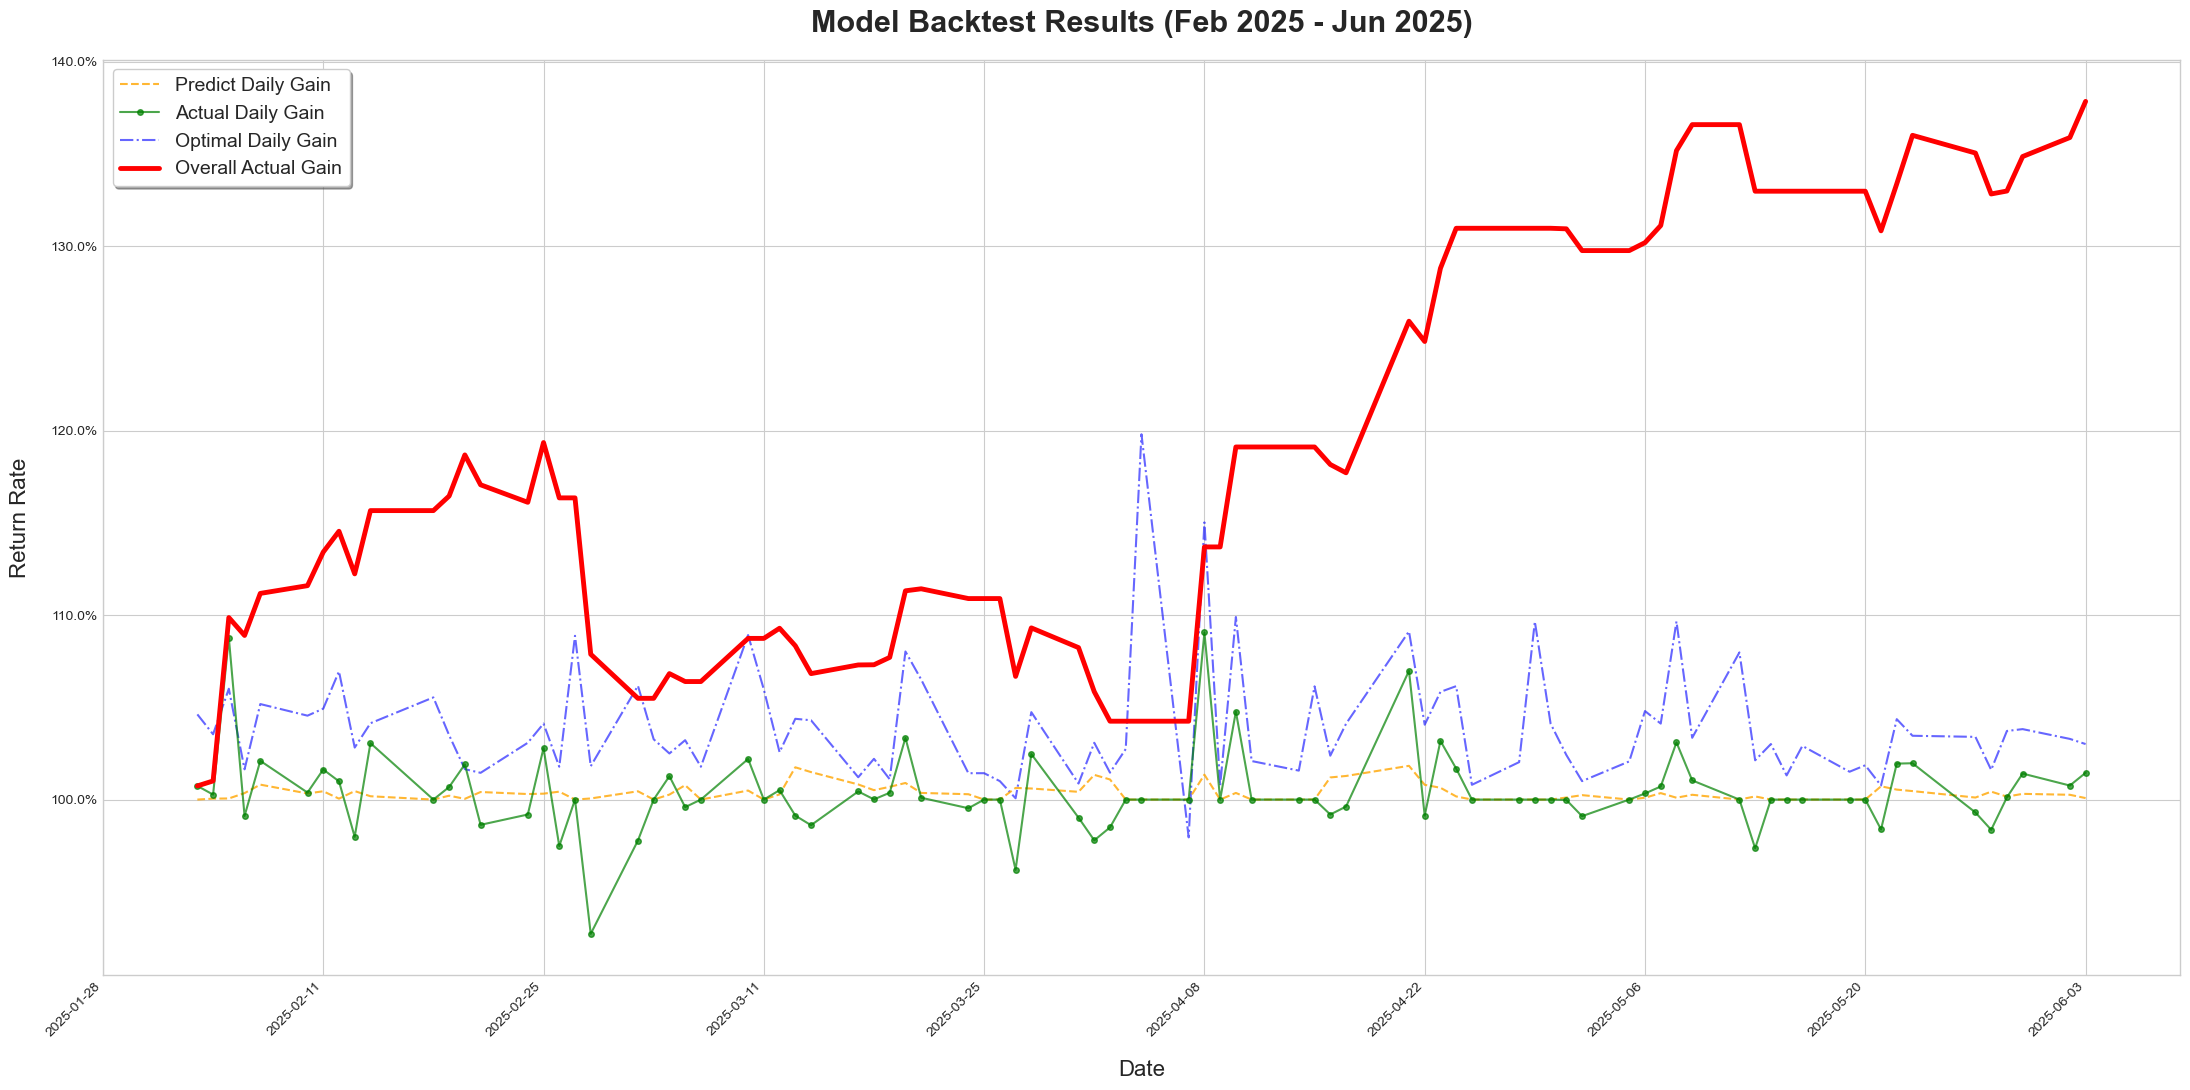 Model Backtest Results (Feb 2025 - Jun 2025)
Predict Daily Gain
Actual Daily Gain
Optimal Daily Gain
Overall Actual Gain
140.0%
130.0%
120.0%
110.0%
100.0%
Return Rate
2025-01-28
2025-02-11
2025-02-25
2025-03-11
2025-03-25
2025-04-08
2025-04-22
2025-05-06
2025-05-20
2025-06-03
Date